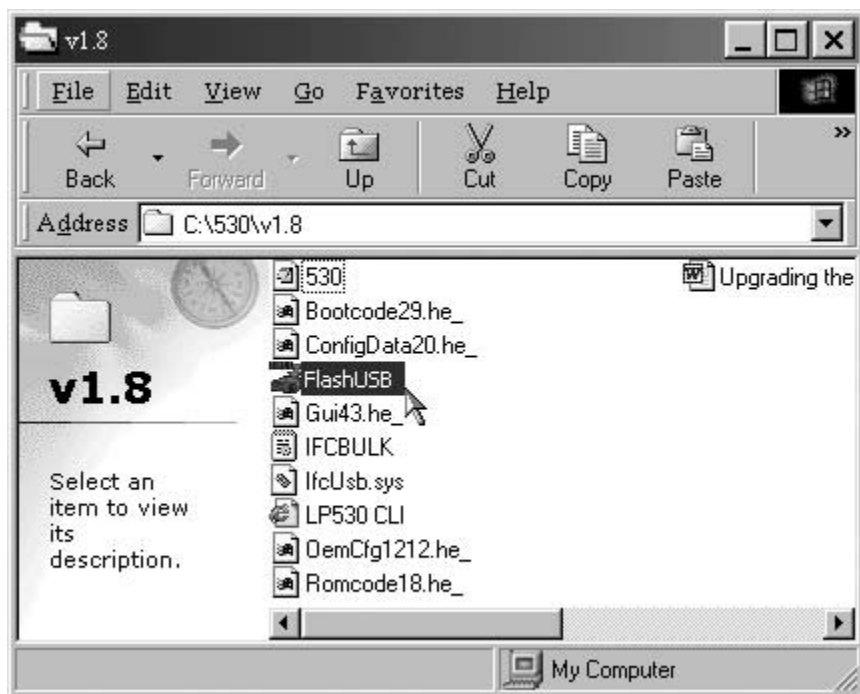 v1.8
File Edit View Go Favorites Help
Back Forward Up Cut Copy Paste »
Address C:\530\v1.8
v1.8
Select an
item to view
its
description.
530
Bootcode29.he_
ConfigData20.he_
FlashUSB
Gui43.he_
IFCBULK
IfcUsb.sys
LP530 CLI
OemCfg1212.he_
Romcode18.he_
Upgrading the
My Computer